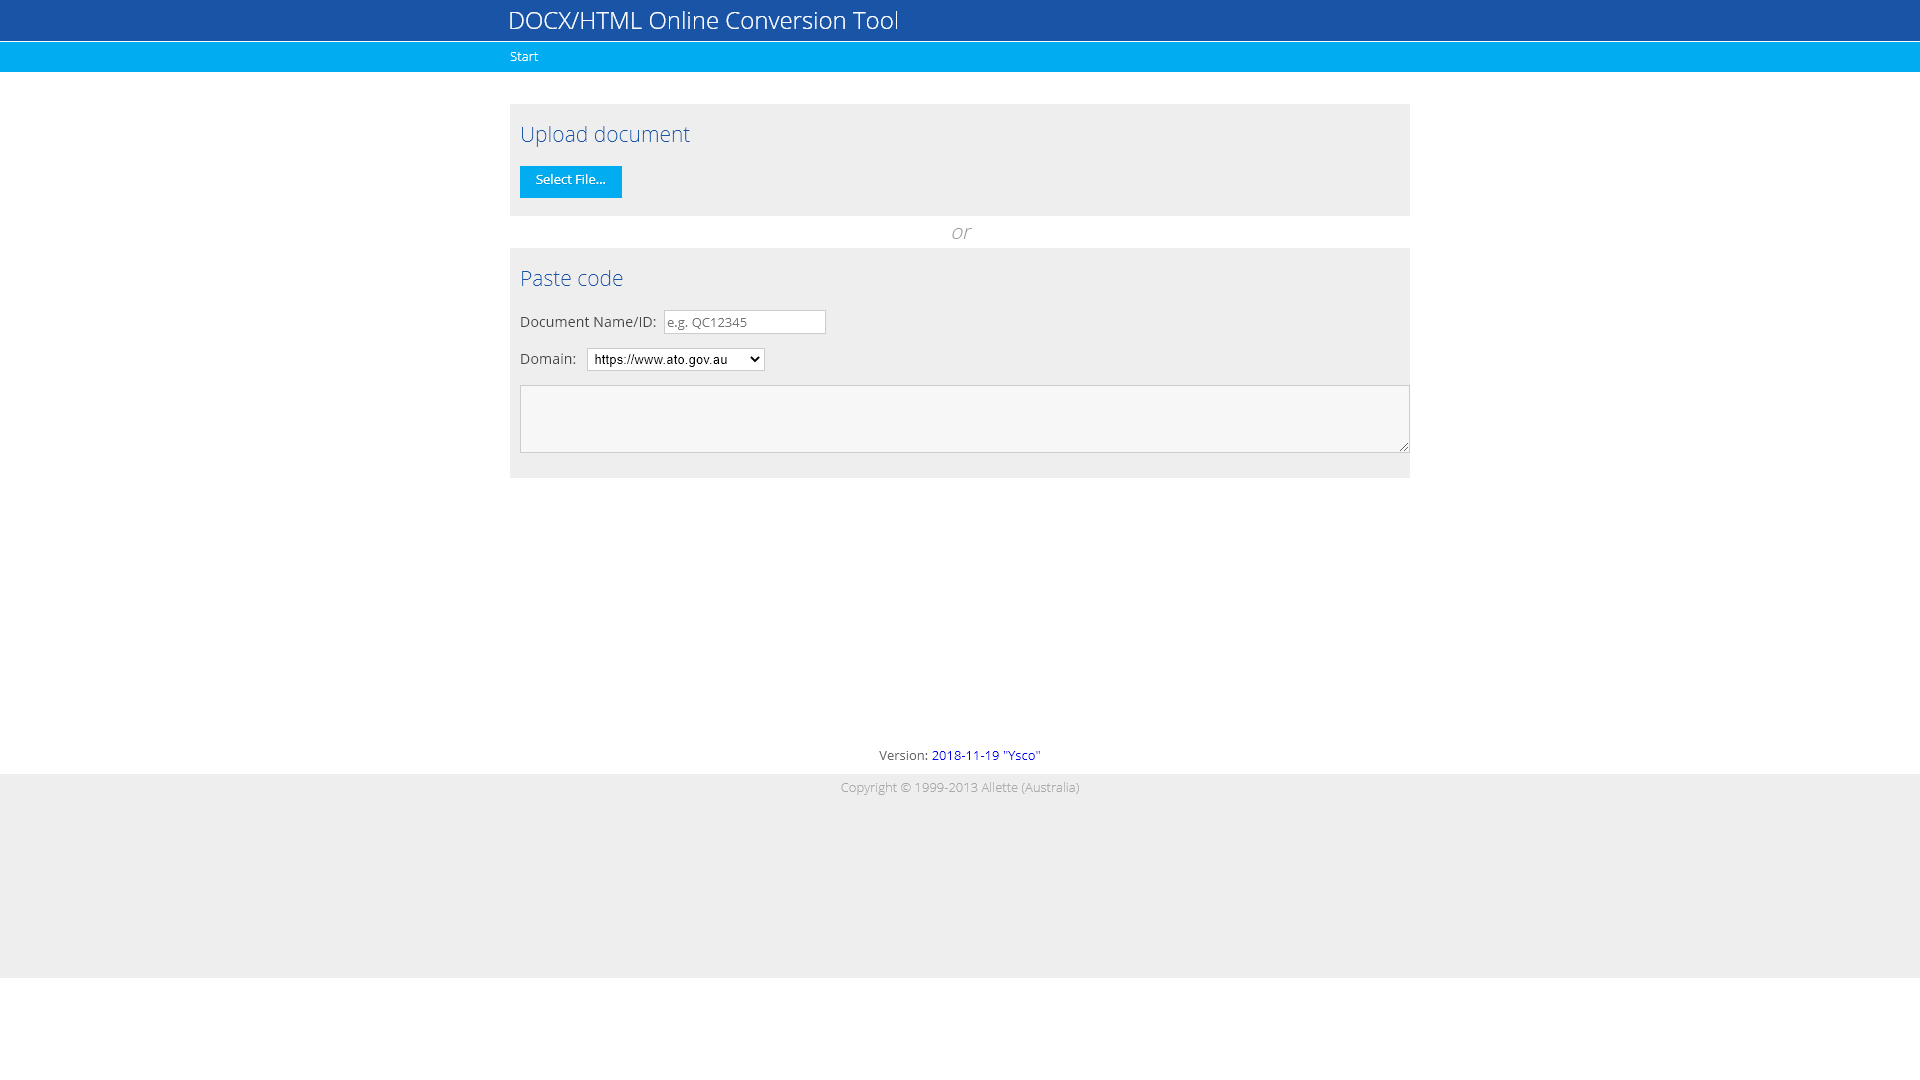 DOCX/HTML Online Conversion Tool
Start
Upload document
Select File...
or
Paste code
Document Name/ID: e.g. QC12345
Domain: https://www.ato.gov.au
Version: 2018-11-19 "Ysco"
Copyright © 1999-2013 Allette (Australia)